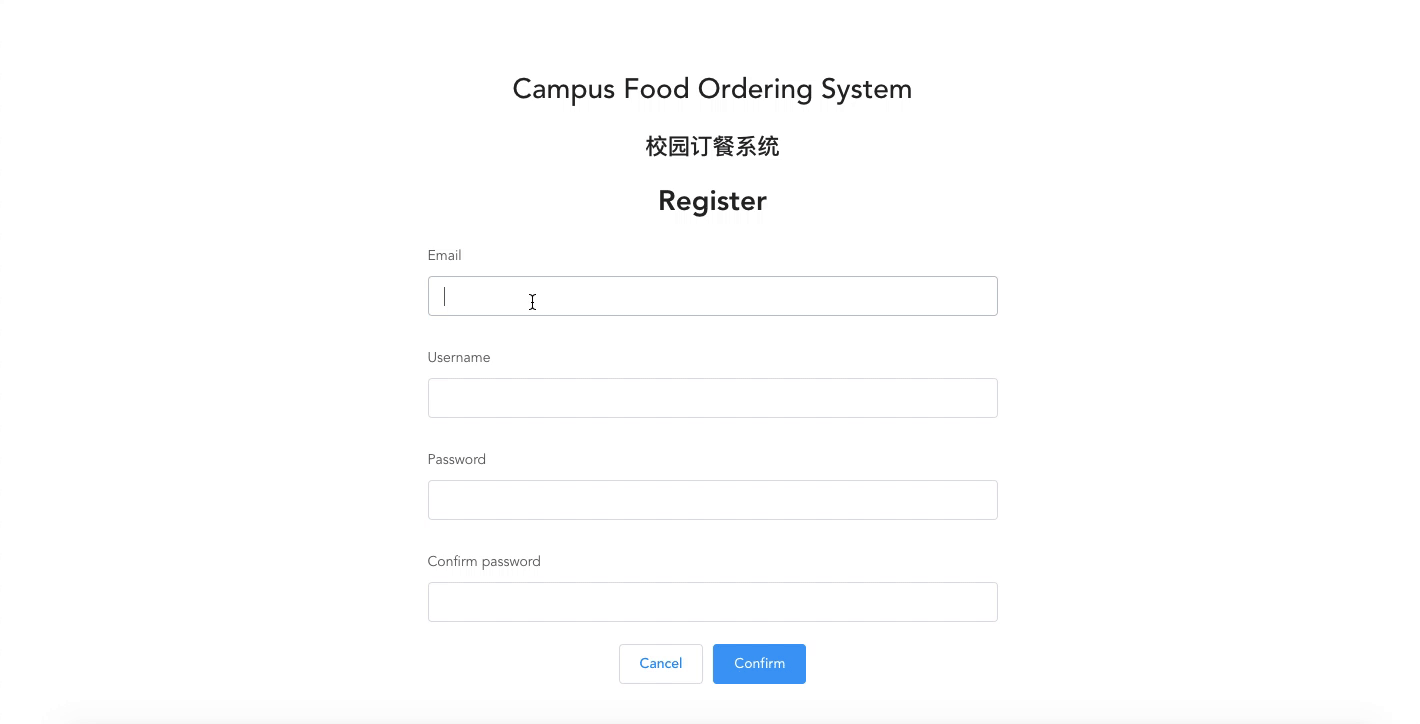 Campus Food Ordering System
校园订餐系统
Register
Email
Username
Password
Confirm password
Cancel Confirm